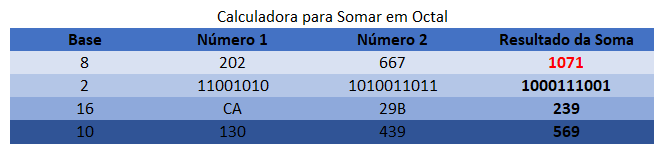 Calculadora para Somar em Octal
Base Número 1 Número 2 Resultado da Soma
8 202 667 1071
2 11001010 1010011011 1000111001
16 CA 29B 239
10 130 439 569